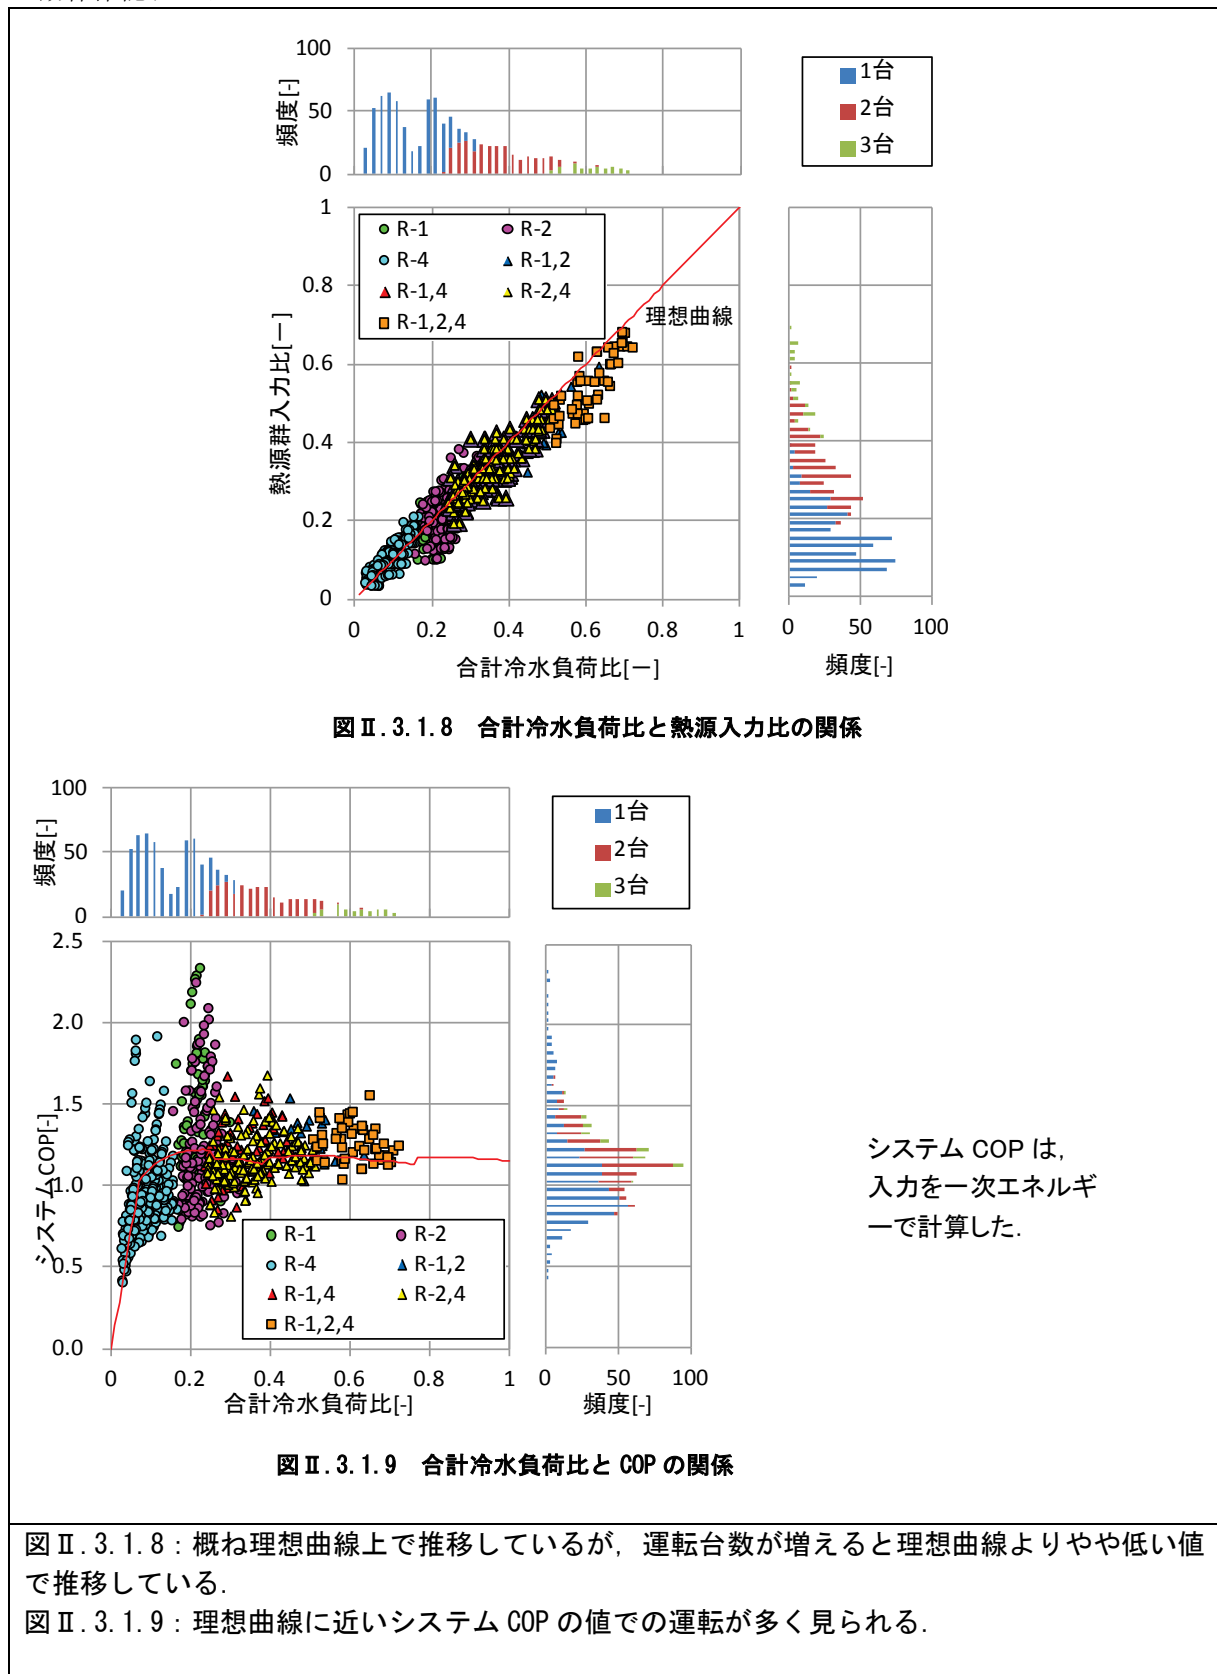 100
50
0
頻度[-]
1台
2台
3台
1
0.8
0.6
0.4
0.2
0
熱源群入力比[ー]
R-1
R-2
R-4
R-1,2
R-1,4
R-2,4
R-1,2,4
理想曲線
0 0.2 0.4 0.6 0.8 1
合計冷水負荷比[ー]
0 50 100
頻度[-]
図Ⅱ.3.1.8 合計冷水負荷比と熱源入力比の関係
100
50
0
頻度[-]
1台
2台
3台
2.5
2.0
1.5
1.0
0.5
0.0
システムCOP[-]
R-1
R-2
R-4
R-1,2
R-1,4
R-2,4
R-1,2,4
0 0.2 0.4 0.6 0.8 1
合計冷水負荷比[-]
0 50 100
頻度[-]
システム COP は,
入力を一次エネルギ
ーで計算した.
図Ⅱ.3.1.9 合計冷水負荷比と COP の関係
図Ⅱ.3.1.8：概ね理想曲線上で推移しているが, 運転台数が増えると理想曲線よりやや低い値
で推移している.
図Ⅱ.3.1.9：理想曲線に近いシステム COP の値での運転が多く見られる.